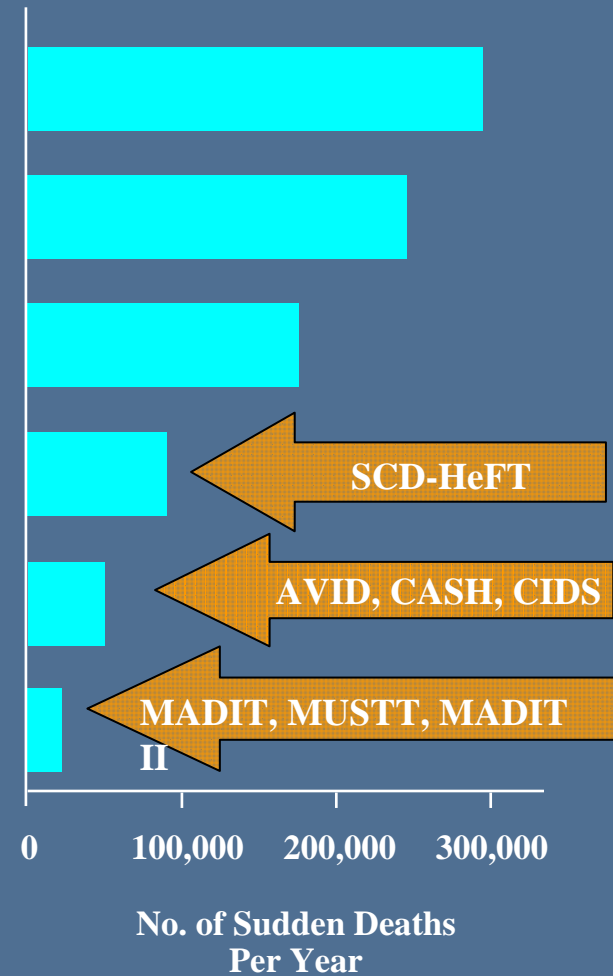 SCD-HeFT
AVID, CASH, CIDS
MADIT, MUSTT, MADIT
II
0 100,000 200,000 300,000
No. of Sudden Deaths
Per Year